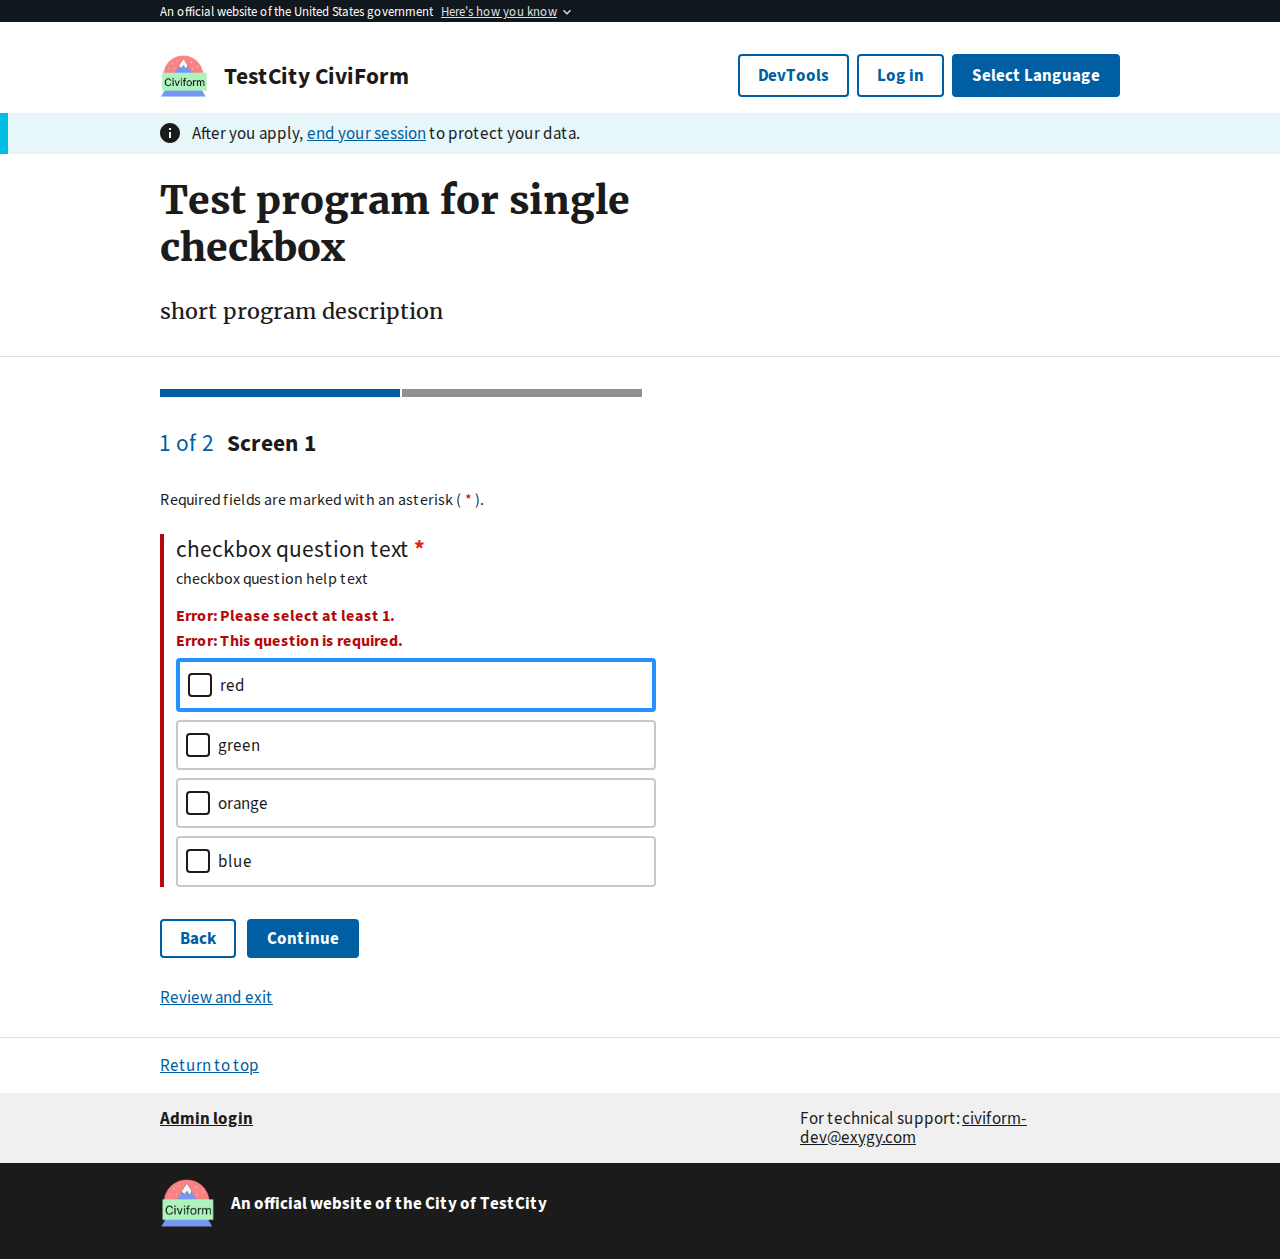 An official website of the United States government Here's how you know
Civiform
TestCity CiviForm
DevTools
Log in
Select Language
After you apply, end your session to protect your data.
Test program for single
checkbox
short program description
1 of 2 Screen 1
Required fields are marked with an asterisk ( * ).
checkbox question text *
checkbox question help text
Error: Please select at least 1.
Error: This question is required.
red
green
orange
blue
Back
Continue
Review and exit
Return to top
Admin login
For technical support: civiform-
dev@exygy.com
Civiform
An official website of the City of TestCity